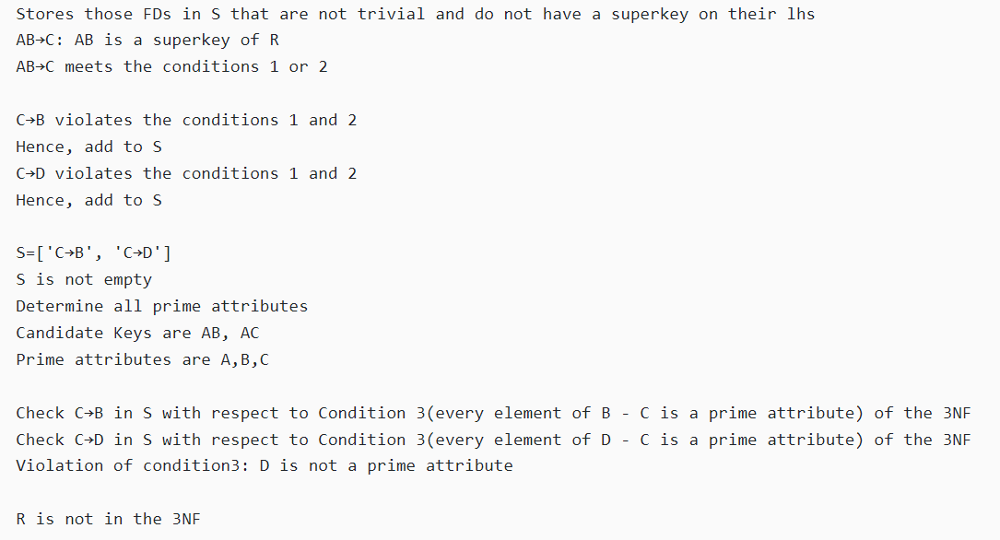 Stores those FDs in S that are not trivial and do not have a superkey on their lhs
AB→C: AB is a superkey of R
AB→C meets the conditions 1 or 2
C→B violates the conditions 1 and 2
Hence, add to S
C→D violates the conditions 1 and 2
Hence, add to S
S=['C→B', 'C→D']
S is not empty
Determine all prime attributes
Candidate Keys are AB, AC
Prime attributes are A,B,C
Check C→B in S with respect to Condition 3(every element of B - C is a prime attribute) of the 3NF
Check C→D in S with respect to Condition 3(every element of D - C is a prime attribute) of the 3NF
Violation of condition3: D is not a prime attribute
R is not in the 3NF